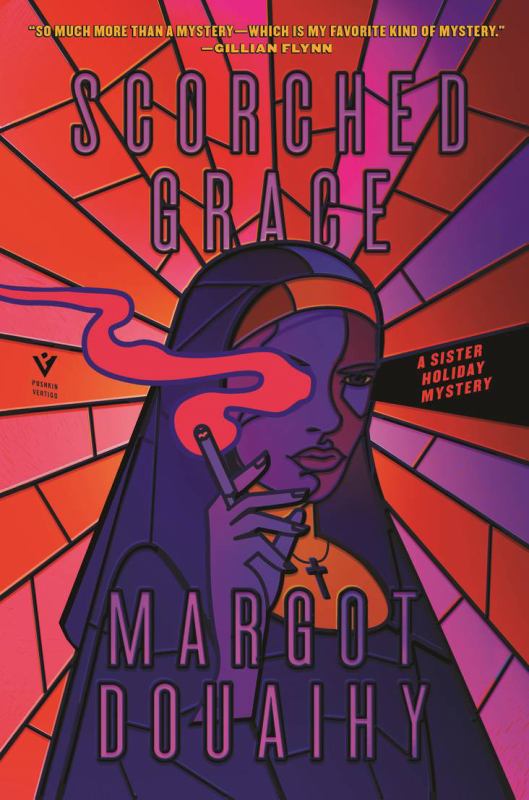 “SO MUCH MORE THAN A MYSTERY—WHICH IS MY FAVORITE KIND OF MYSTERY.”
—GILLIAN FLYNN
SCORCHED
GRACE
PUSHKIN
VERTIGO
A SISTER
HOLIDAY
MYSTERY
MARGOT
DOUAIHY